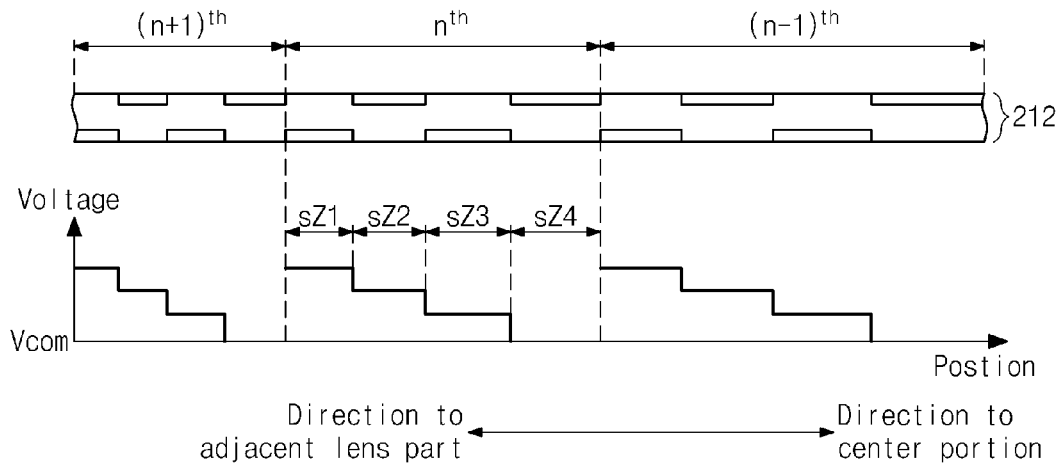 (n+1)th
nth
(n-1)th
212
Voltage
sZ1
sZ2
sZ3
sZ4
Vcom
Postion
Direction to
adjacent lens part
Direction to
center portion